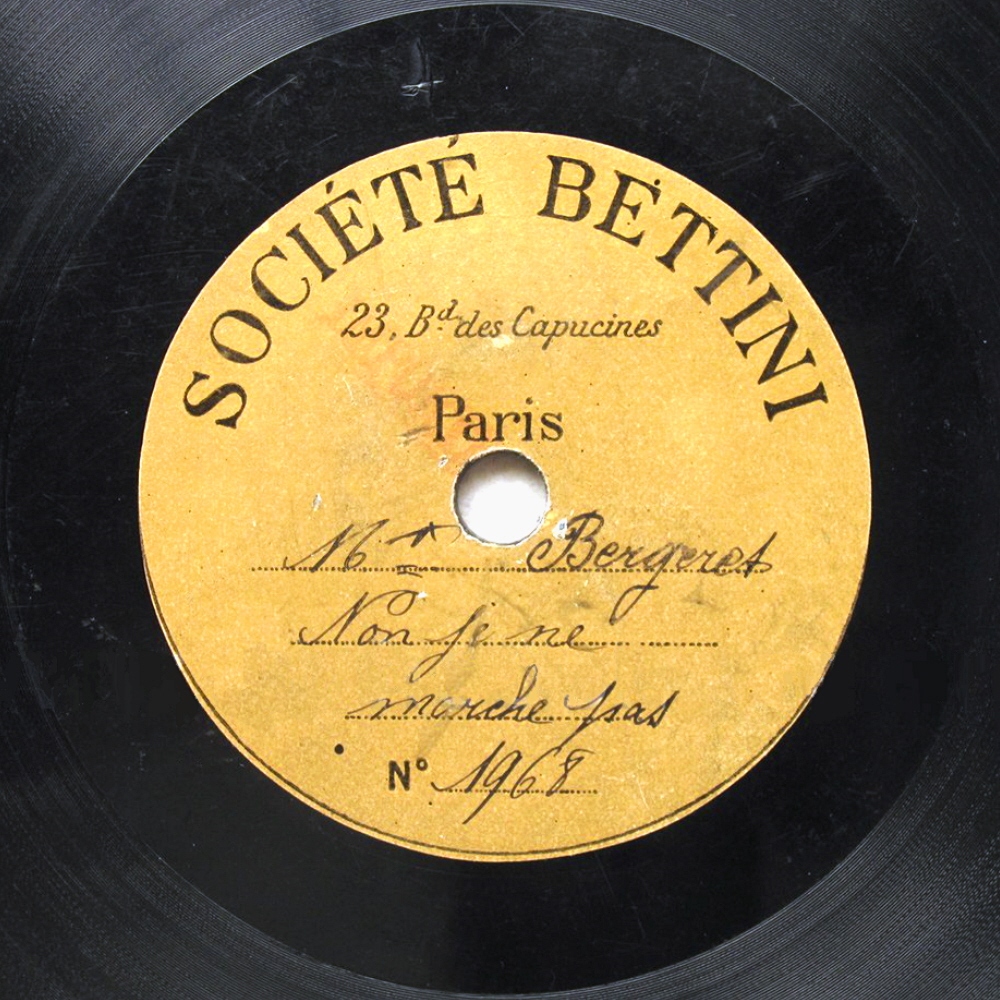 SOCIÉTÉ BETTINI
23, Bd. des Capucines
Paris
Mr Bergeret
Non je ne
marche pas
N° 1968